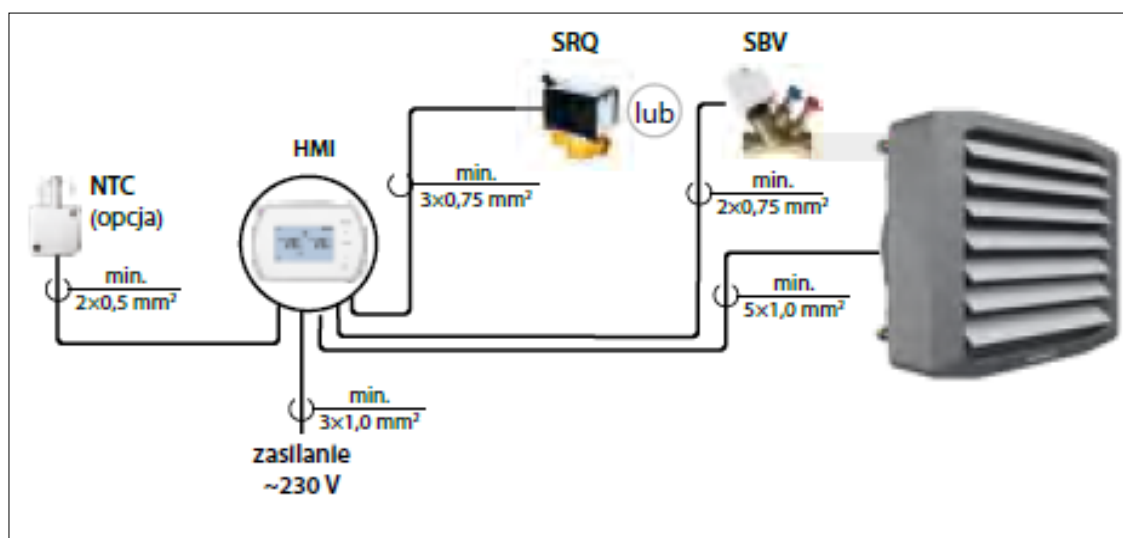 SRQ
lub
SBV
HMI
NTC
(opcja)
min.
3×0,75 mm²
min.
2×0,75 mm²
min.
2×0,5 mm²
min.
5×1,0 mm²
min.
3×1,0 mm²
zasilanie
~230 V